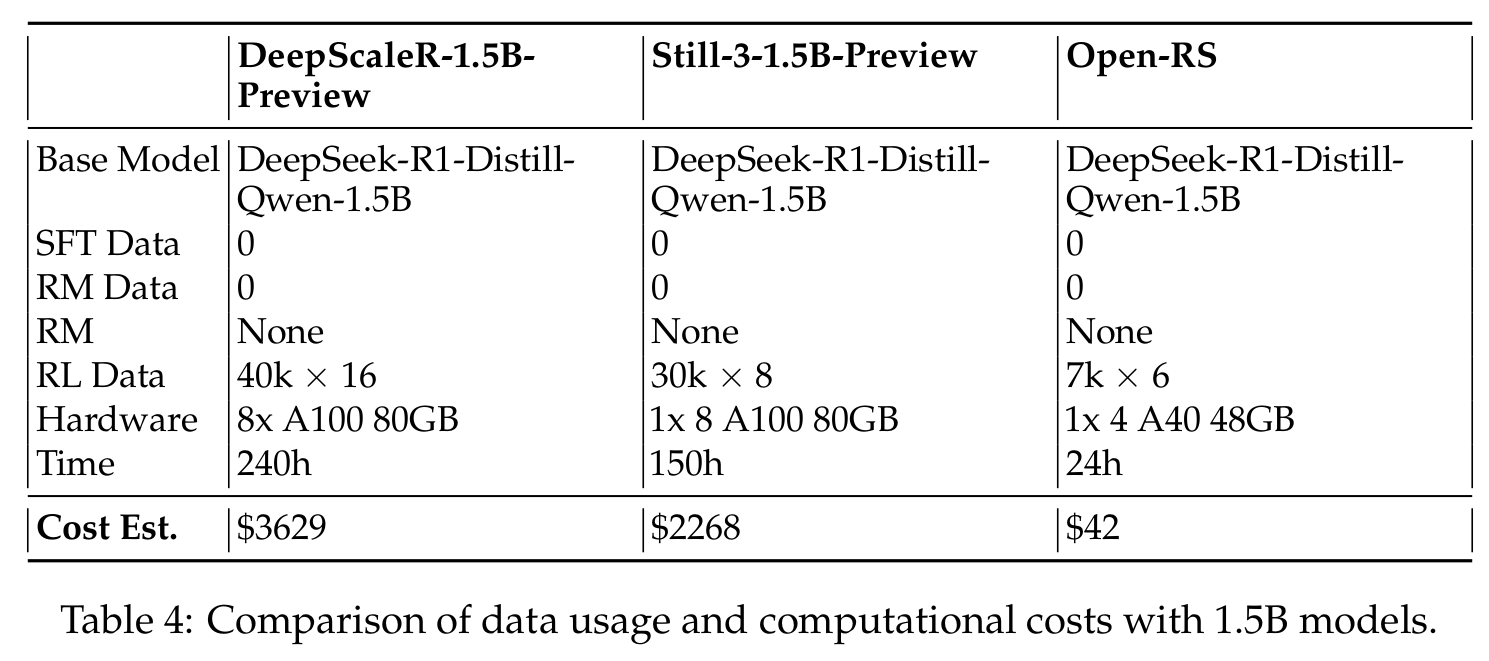 DeepScaleR-1.5B- Still-3-1.5B-Preview Open-RS
Preview
Base Model DeepSeek-R1-Distill- DeepSeek-R1-Distill- DeepSeek-R1-Distill-
Qwen-1.5B Qwen-1.5B Qwen-1.5B
SFT Data 0 0 0
RM Data 0 0 0
RM None None None
RL Data 40k × 16 30k × 8 7k × 6
Hardware 8x A100 80GB 1x 8 A100 80GB 1x 4 A40 48GB
Time 240h 150h 24h
Cost Est. $3629 $2268 $42
Table 4: Comparison of data usage and computational costs with 1.5B models.